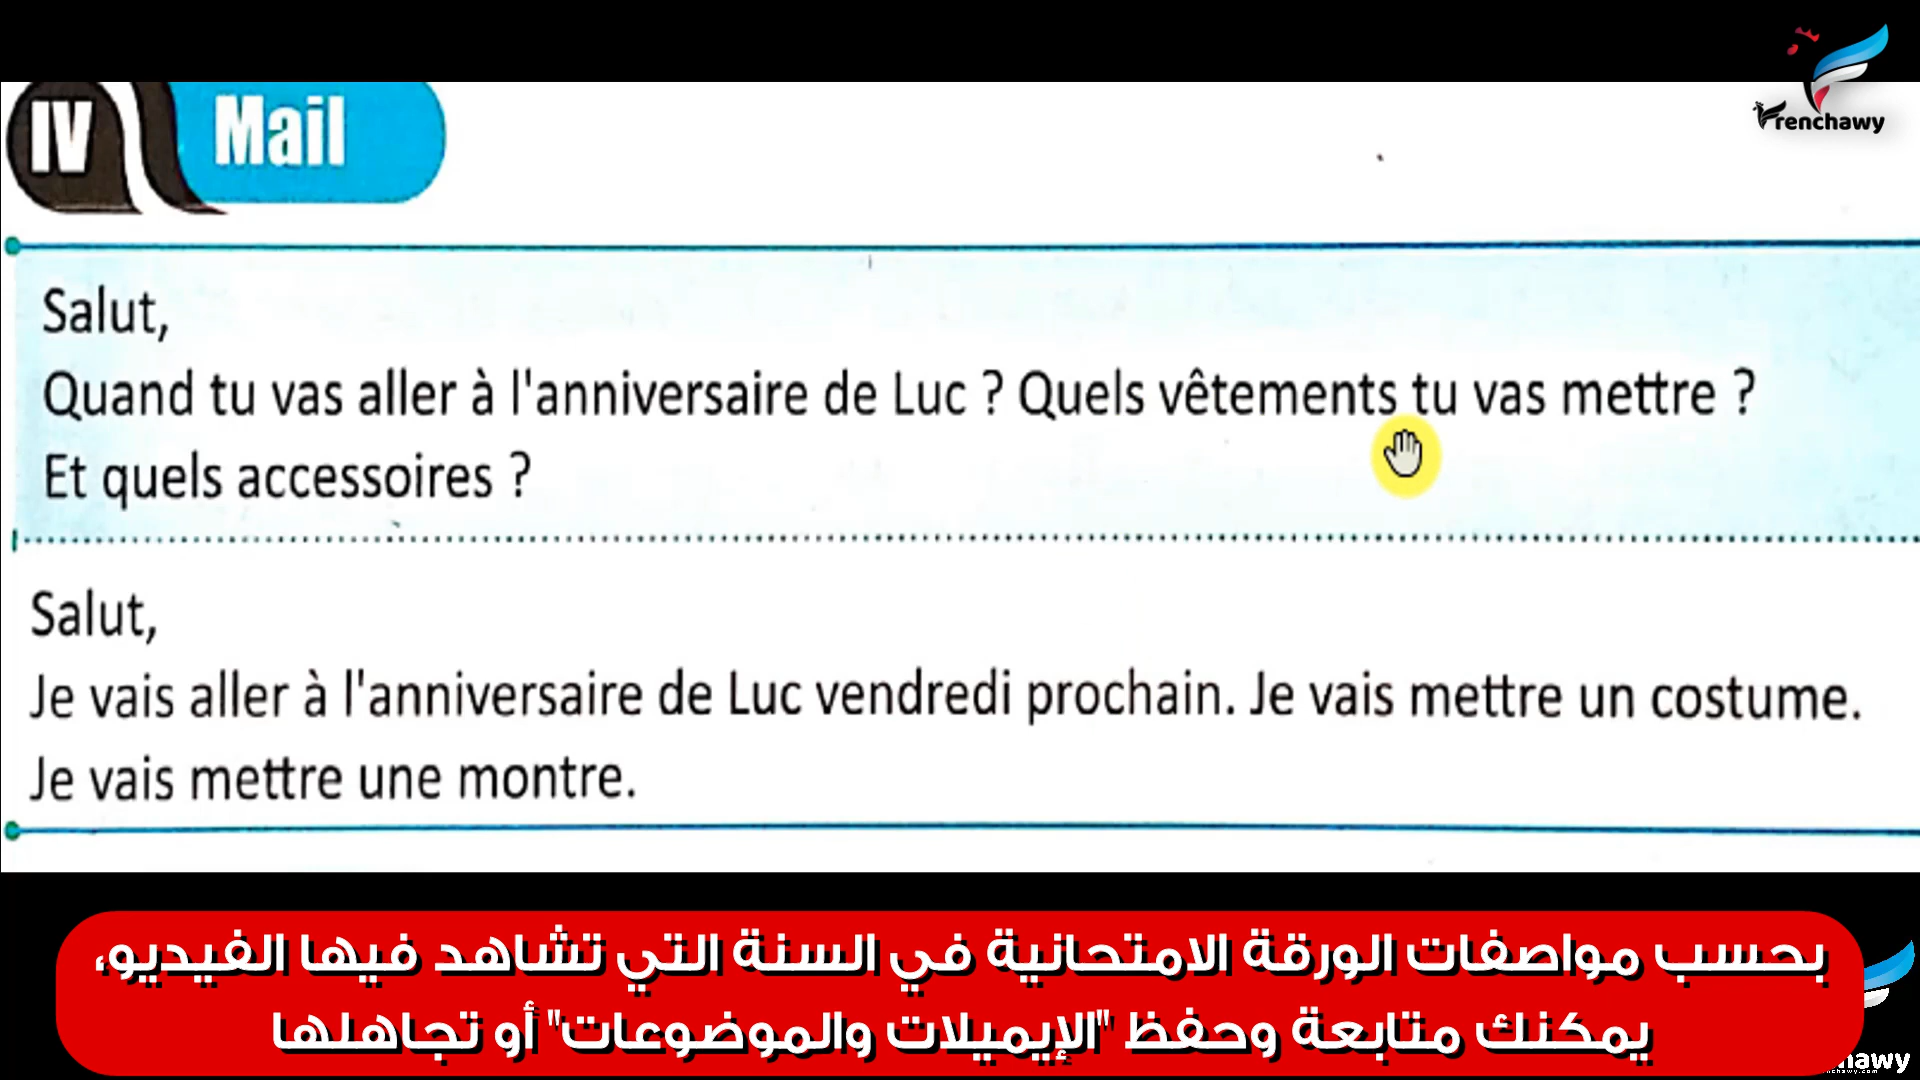 renchawy
IV Mail
Salut,
Quand tu vas aller à l'anniversaire de Luc ? Quels vêtements tu vas mettre ?
Et quels accessoires ?
Salut,
Je vais aller à l'anniversaire de Luc vendredi prochain. Je vais mettre un costume.
Je vais mettre une montre.
بحسب مواصفات الورقة الامتحانية في السنة التي تشاهد فيها الفيديو،
يمكنك متابعة وحفظ "الإيميلات والموضوعات" أو تجاهلها
hawy